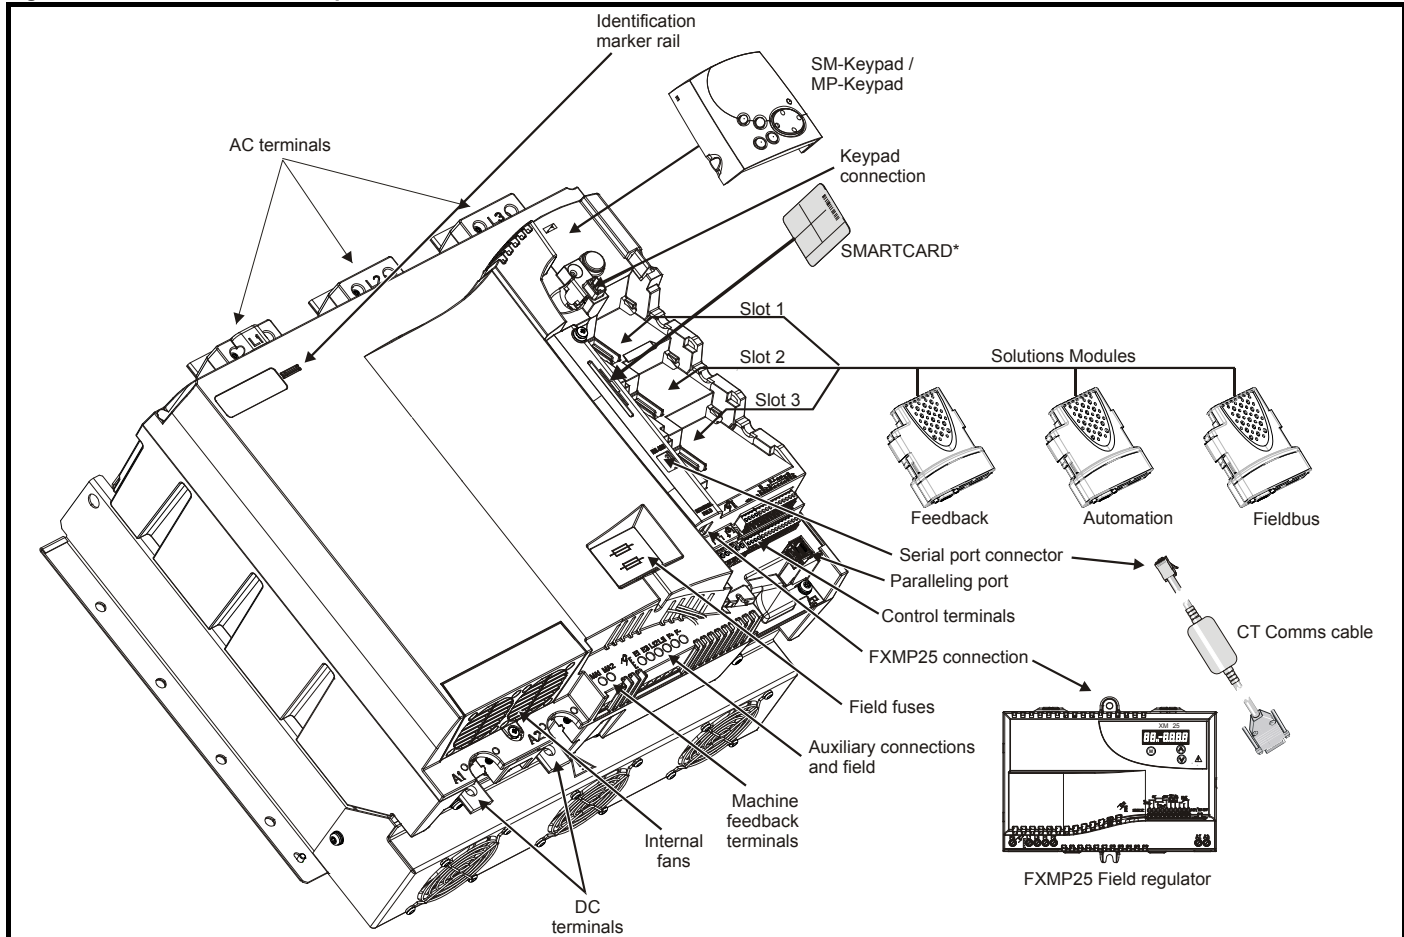 Identification
marker rail
SM-Keypad /
MP-Keypad
AC terminals
Keypad
connection
L3
SMARTCARD*
L2
Slot 1
L1
Slot 2
Solutions Modules
Slot 3
Feedback
Automation
Fieldbus
Serial port connector
Paralleling port
Control terminals
CT Comms cable
FXMP25 connection
Field fuses
XM 25
A2
Auxiliary connections
and field
A1
Machine
feedback
terminals
Internal
fans
FXMP25 Field regulator
DC
terminals